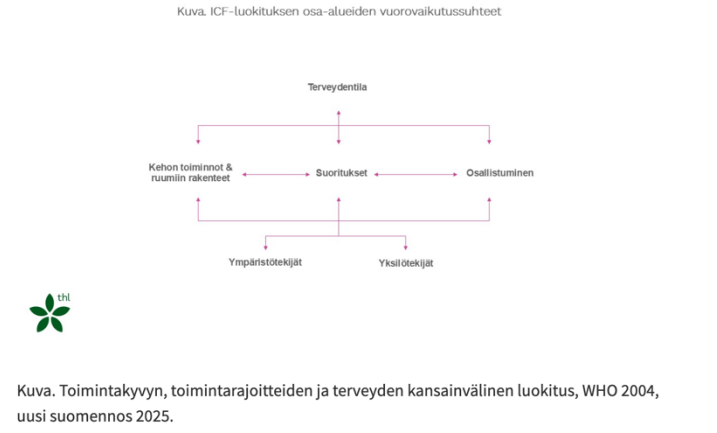 Kuva. ICF-luokituksen osa-alueiden vuorovaikutussuhteet
Terveydentila
Kehon toiminnot &
ruumiin rakenteet
Suoritukset
Osallistuminen
Ympäristötekijät
Yksilötekijät
thl
Kuva. Toimintakyvyn, toimintarajoitteiden ja terveyden kansainvälinen luokitus, WHO 2004,
uusi suomennos 2025.